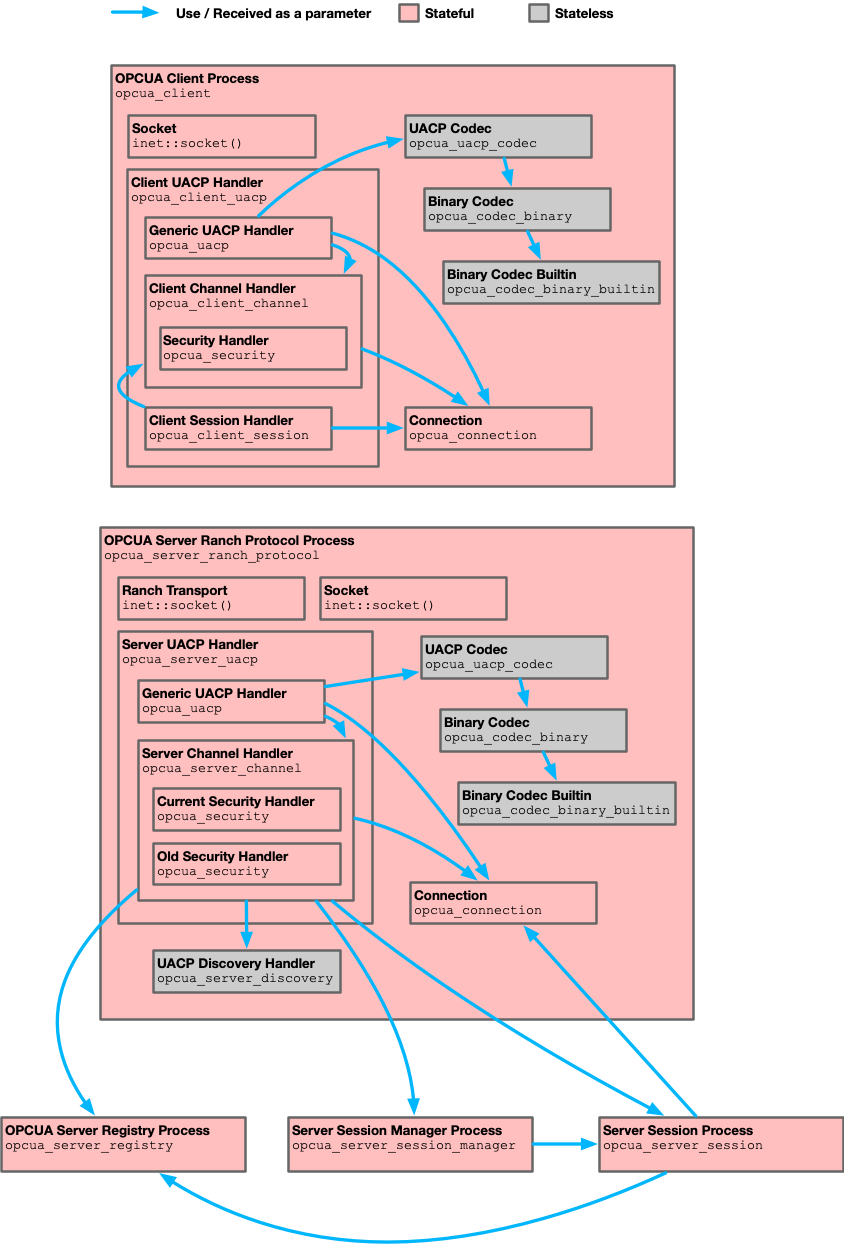 Use / Received as a parameter
Stateful
Stateless
OPCUA Client Process
opcua_client
Socket
inet::socket()
UACP Codec
opcua_uacp_codec
Client UACP Handler
opcua_client_uacp
Binary Codec
opcua_codec_binary
Generic UACP Handler
opcua_uacp
Binary Codec Builtin
opcua_codec_binary_builtin
Client Channel Handler
opcua_client_channel
Security Handler
opcua_security
Client Session Handler
opcua_client_session
Connection
opcua_connection
OPCUA Server Ranch Protocol Process
opcua_server_ranch_protocol
Ranch Transport
inet::socket()
Socket
inet::socket()
Server UACP Handler
opcua_server_uacp
UACP Codec
opcua_uacp_codec
Generic UACP Handler
opcua_uacp
Binary Codec
opcua_codec_binary
Server Channel Handler
opcua_server_channel
Binary Codec Builtin
opcua_codec_binary_builtin
Current Security Handler
opcua_security
Old Security Handler
opcua_security
Connection
opcua_connection
UACP Discovery Handler
opcua_server_discovery
OPCUA Server Registry Process
opcua_server_registry
Server Session Manager Process
opcua_server_session_manager
Server Session Process
opcua_server_session